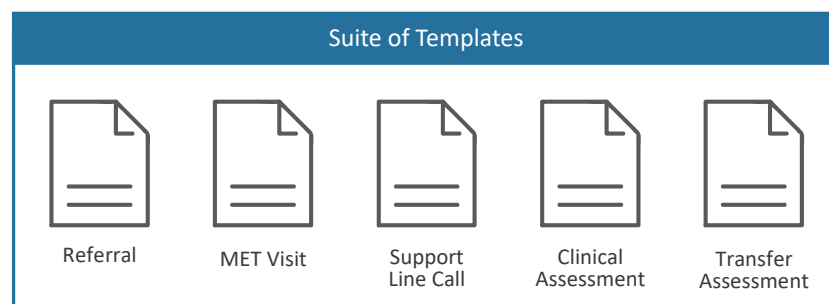 Suite of Templates
Referral
MET Visit
Support
Line Call
Clinical
Assessment
Transfer
Assessment